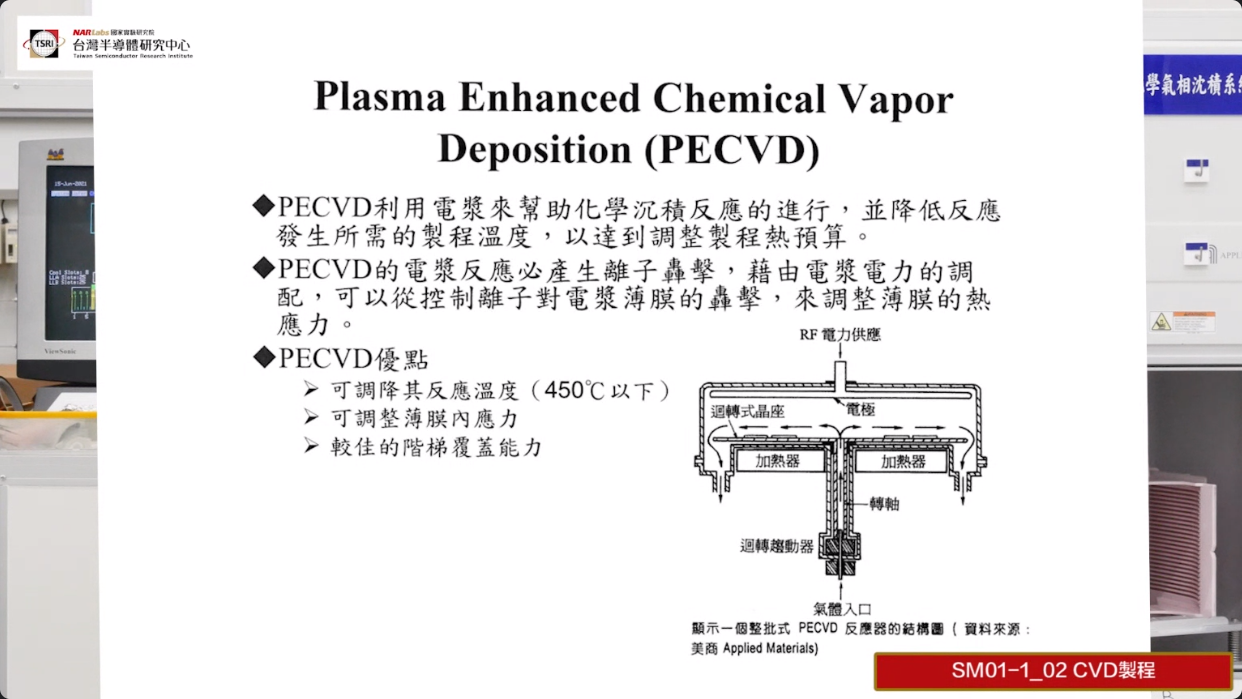 TSRI
NARLabs 國家實驗研究院
台灣半導體研究中心
Taiwan Semiconductor Research Institute
學氣相沈積系
15-Jun-2021
ViewSonic
Plasma Enhanced Chemical Vapor
Deposition (PECVD)
◆PECVD利用電漿來幫助化學沉積反應的進行，並降低反應
發生所需的製程溫度，以達到調整製程熱預算。
◆PECVD的電漿反應必產生離子轟擊，藉由電漿電力的調
配，可以從控制離子對電漿薄膜的轟擊，來調整薄膜的熱
應力。
◆PECVD優點
➢ 可調降其反應溫度（450℃以下）
➢ 可調整薄膜內應力
➢ 較佳的階梯覆蓋能力
RF 電力供應
電極
迴轉式晶座
加熱器
加熱器
轉軸
迴轉趨動器
氣體入口
顯示一個整批式 PECVD 反應器的結構圖 ( 資料來源：
美商 Applied Materials)
SM01-1_02 CVD製程